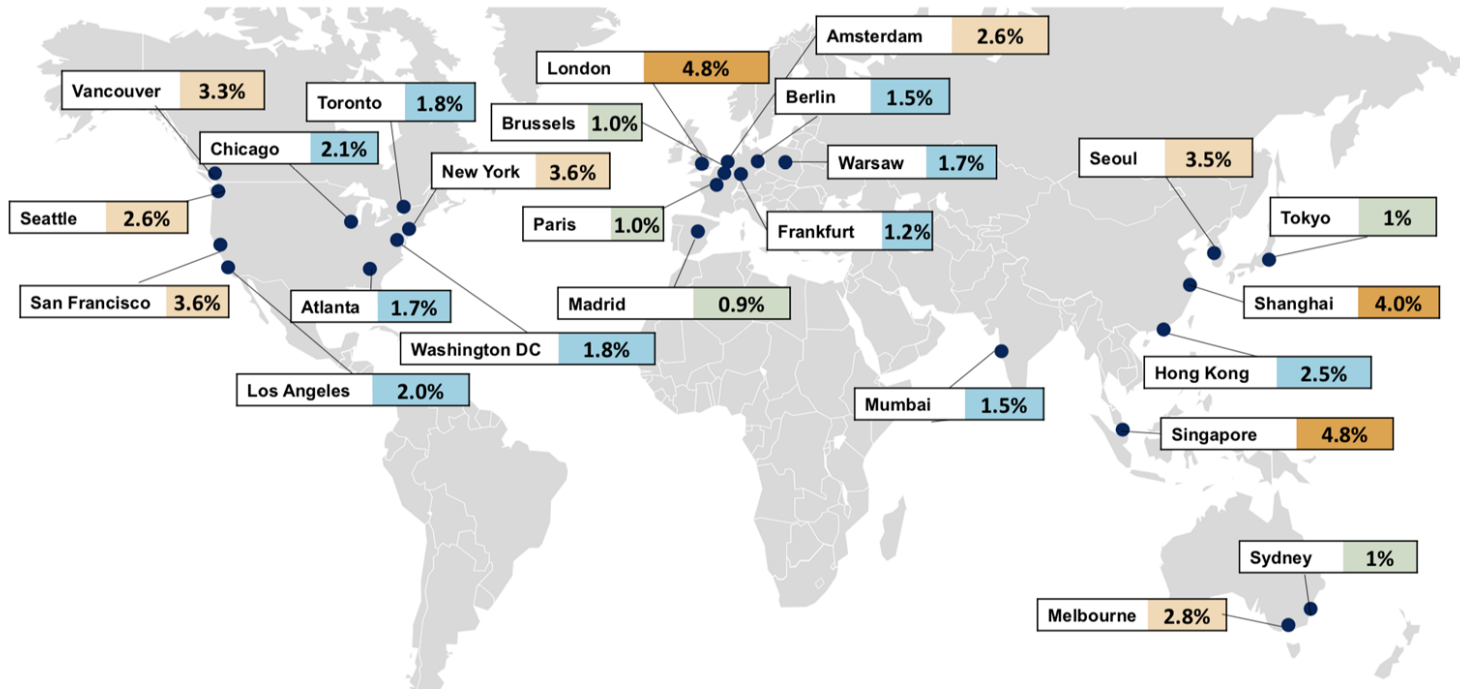 Amsterdam 2.6%
London 4.8%
Vancouver 3.3%
Toronto 1.8%
Berlin 1.5%
Brussels 1.0%
Chicago 2.1%
New York 3.6%
Warsaw 1.7%
Seoul 3.5%
Seattle 2.6%
Paris 1.0%
Frankfurt 1.2%
Tokyo 1%
San Francisco 3.6%
Atlanta 1.7%
Madrid 0.9%
Shanghai 4.0%
Washington DC 1.8%
Hong Kong 2.5%
Los Angeles 2.0%
Mumbai 1.5%
Singapore 4.8%
Sydney 1%
Melbourne 2.8%